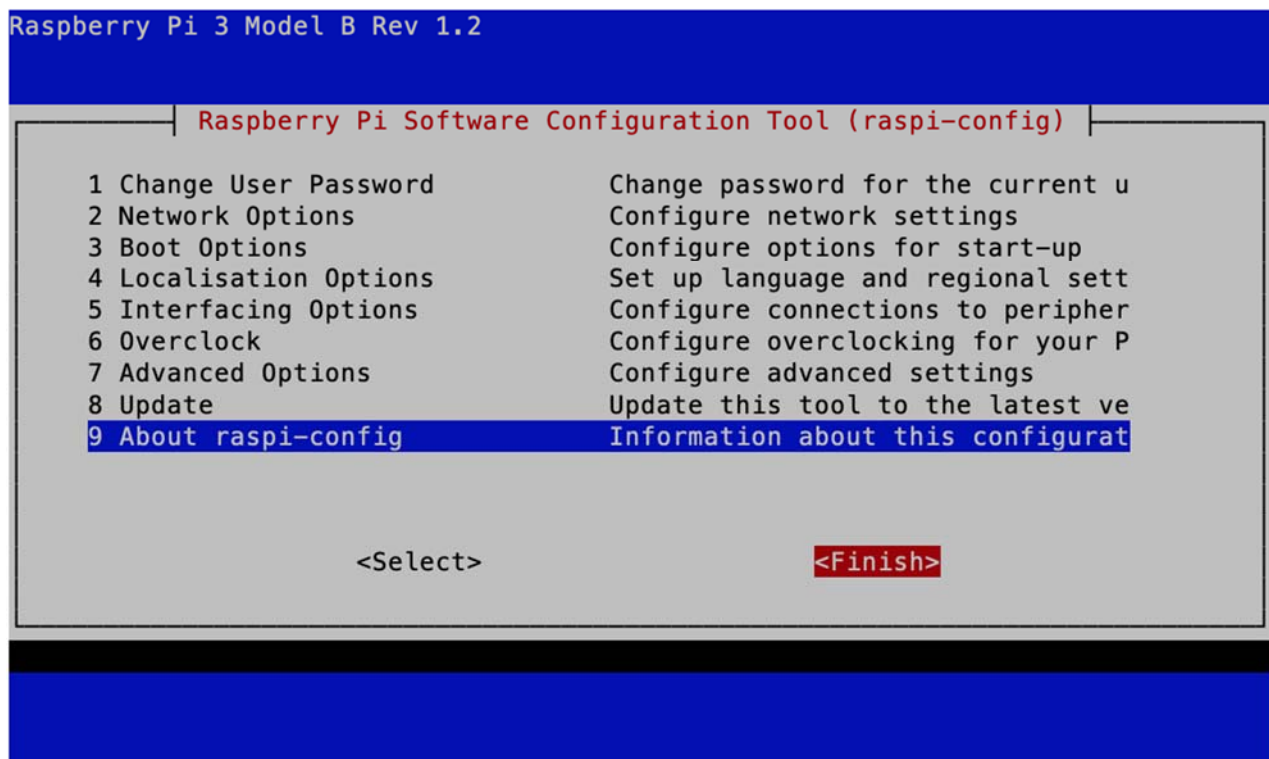 Raspberry Pi 3 Model B Rev 1.2
Raspberry Pi Software Configuration Tool (raspi-config)
1 Change User Password Change password for the current u
2 Network Options Configure network settings
3 Boot Options Configure options for start-up
4 Localisation Options Set up language and regional sett
5 Interfacing Options Configure connections to peripher
6 Overclock Configure overclocking for your P
7 Advanced Options Configure advanced settings
8 Update Update this tool to the latest ve
9 About raspi-config Information about this configurat
<Select> <Finish>